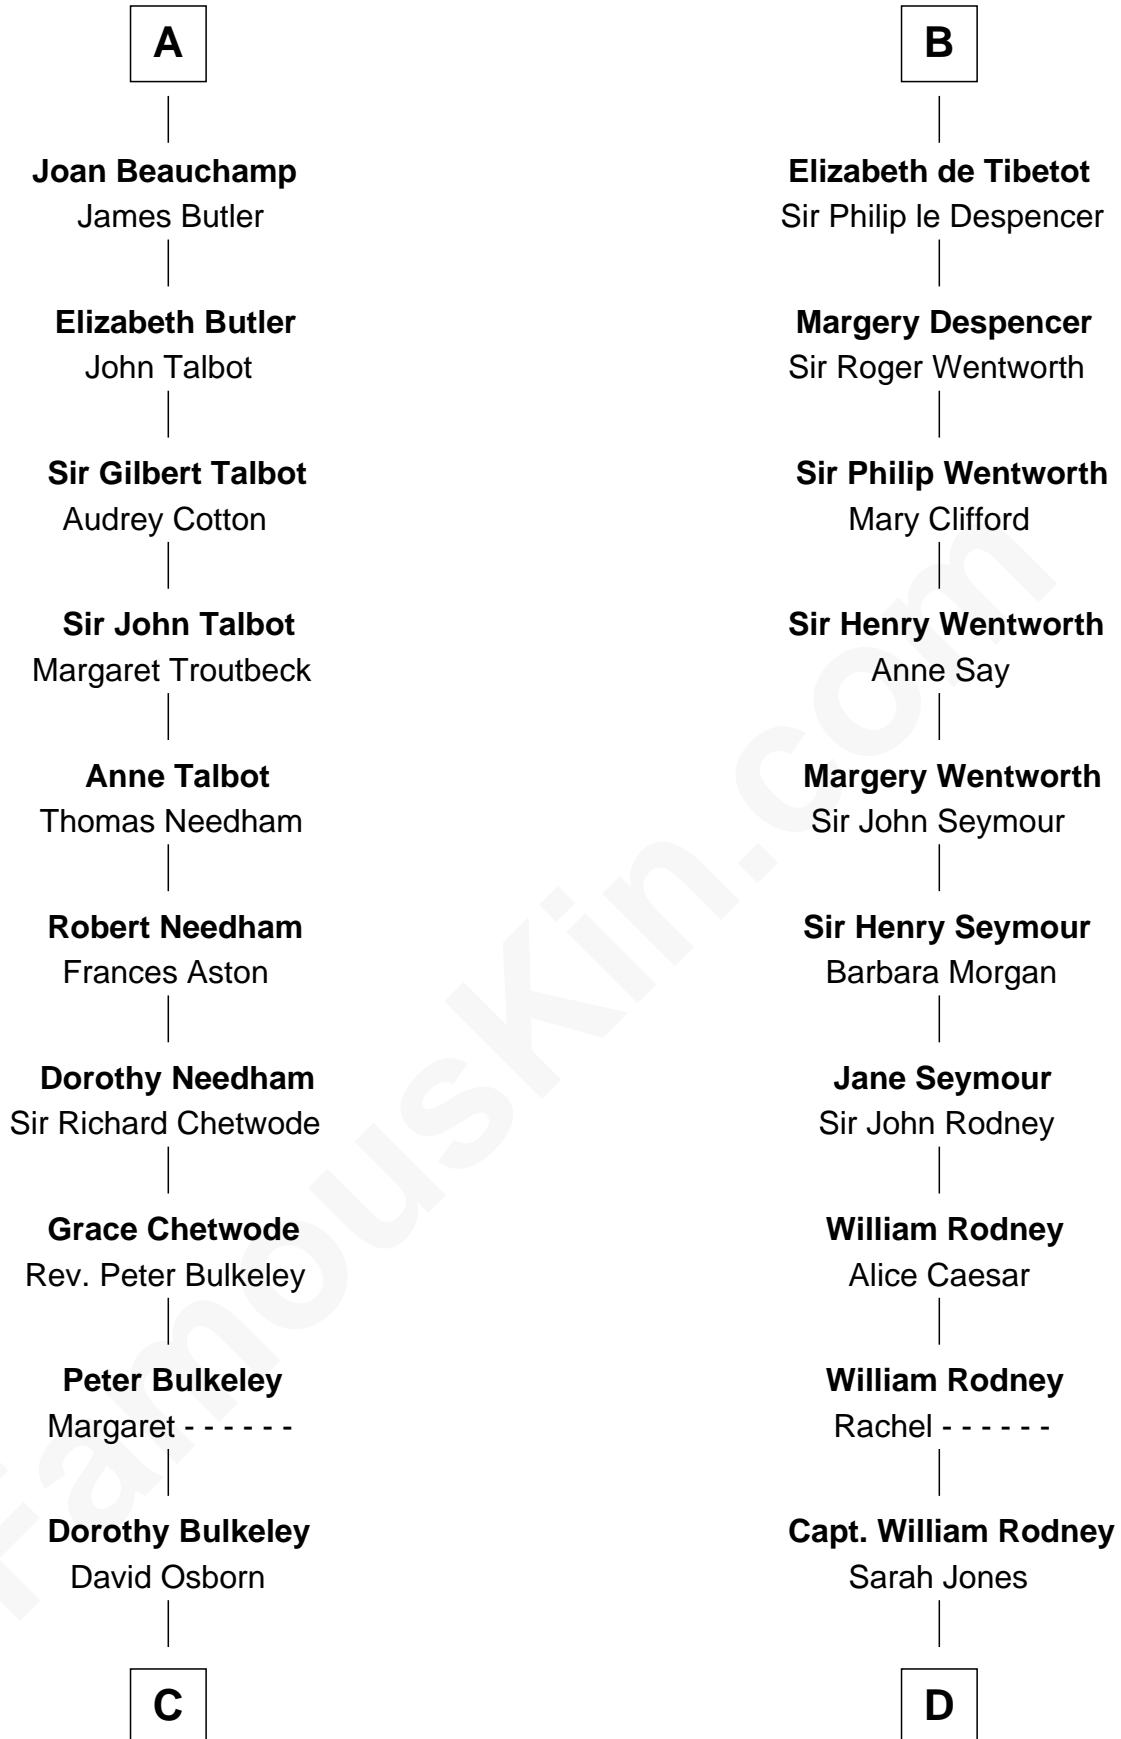 A
Joan Beauchamp
James Butler
Elizabeth Butler
John Talbot
Sir Gilbert Talbot
Audrey Cotton
Sir John Talbot
Margaret Troutbeck
Anne Talbot
Thomas Needham
Robert Needham
Frances Aston
Dorothy Needham
Sir Richard Chetwode
Grace Chetwode
Rev. Peter Bulkeley
Peter Bulkeley
Margaret - - - - - -
Dorothy Bulkeley
David Osborn
C
B
Elizabeth de Tibetot
Sir Philip le Despencer
Margery Despencer
Sir Roger Wentworth
Sir Philip Wentworth
Mary Clifford
Sir Henry Wentworth
Anne Say
Margery Wentworth
Sir John Seymour
Sir Henry Seymour
Barbara Morgan
Jane Seymour
Sir John Rodney
William Rodney
Alice Caesar
William Rodney
Rachel - - - - - -
Capt. William Rodney
Sarah Jones
D
FamousKin.com